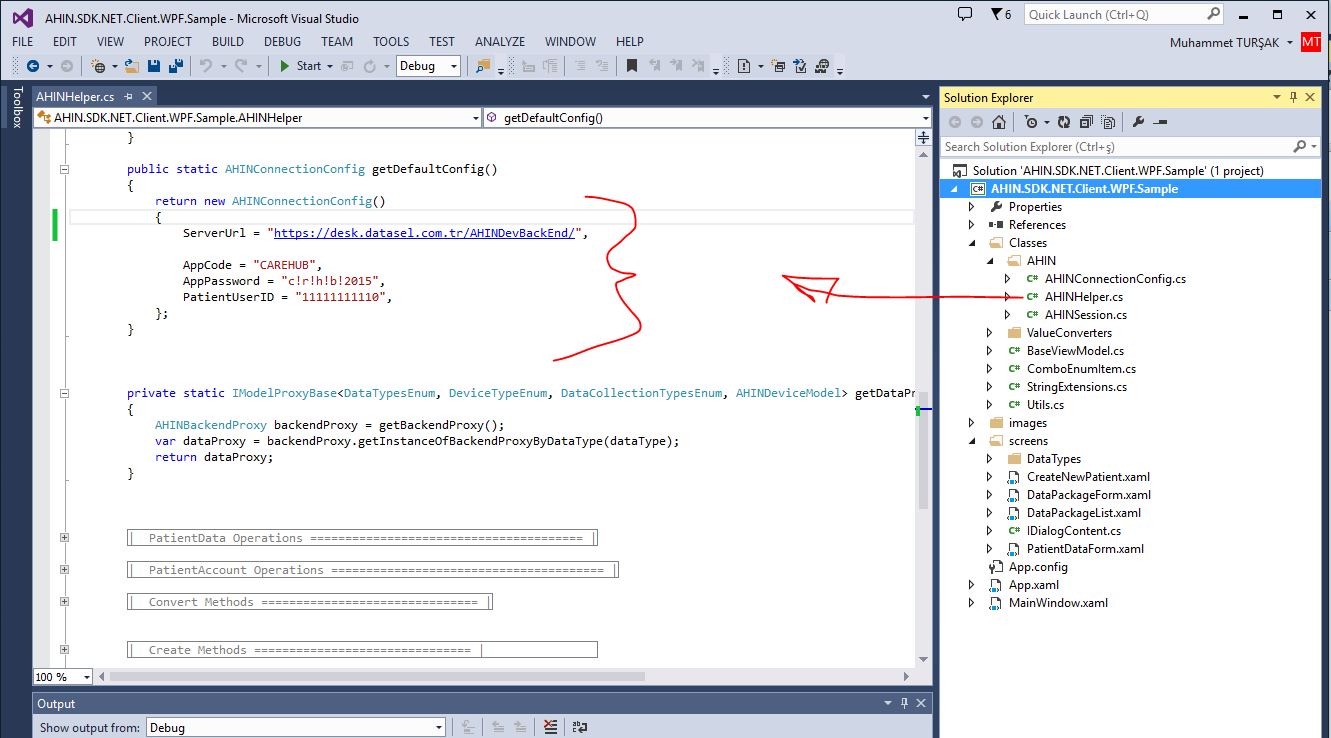 AHIN.SDK.NET.Client.WPF.Sample - Microsoft Visual Studio
6
Quick Launch (Ctrl+Q)
FILE EDIT VIEW PROJECT BUILD DEBUG TEAM TOOLS TEST ANALYZE WINDOW HELP
Muhammet TURŞAK
MT
Start
Debug
Toolbox
AHINHelper.cs
AHIN.SDK.NET.Client.WPF.Sample.AHINHelper
getDefaultConfig()
}
public static AHINConnectionConfig getDefaultConfig()
{
return new AHINConnectionConfig()
{
ServerUrl = "https://desk.datasel.com.tr/AHINDevBackEnd/",
AppCode = "CAREHUB",
AppPassword = "c!r!h!b!2015",
PatientUserID = "11111111110",
};
}
private static IModelProxyBase<DataTypesEnum, DeviceTypeEnum, DataCollectionTypesEnum, AHINDeviceModel> getDataPr
{
AHINBackendProxy backendProxy = getBackendProxy();
var dataProxy = backendProxy.getInstanceOfBackendProxyByDataType(dataType);
return dataProxy;
}
| PatientData Operations ======================================= |
| PatientAccount Operations ======================================= |
| Convert Methods =============================== |
| Create Methods =============================== |
100 %
Output
Show output from: Debug
Solution Explorer
Search Solution Explorer (Ctrl+ş)
Solution 'AHIN.SDK.NET.Client.WPF.Sample' (1 project)
C# AHIN.SDK.NET.Client.WPF.Sample
Properties
References
Classes
AHIN
C# AHINConnectionConfig.cs
C# AHINHelper.cs
C# AHINSession.cs
ValueConverters
C# BaseViewModel.cs
C# ComboEnumItem.cs
C# StringExtensions.cs
C# Utils.cs
images
screens
DataTypes
CreateNewPatient.xaml
DataPackageForm.xaml
DataPackageList.xaml
C# IDialogContent.cs
PatientDataForm.xaml
App.config
App.xaml
MainWindow.xaml